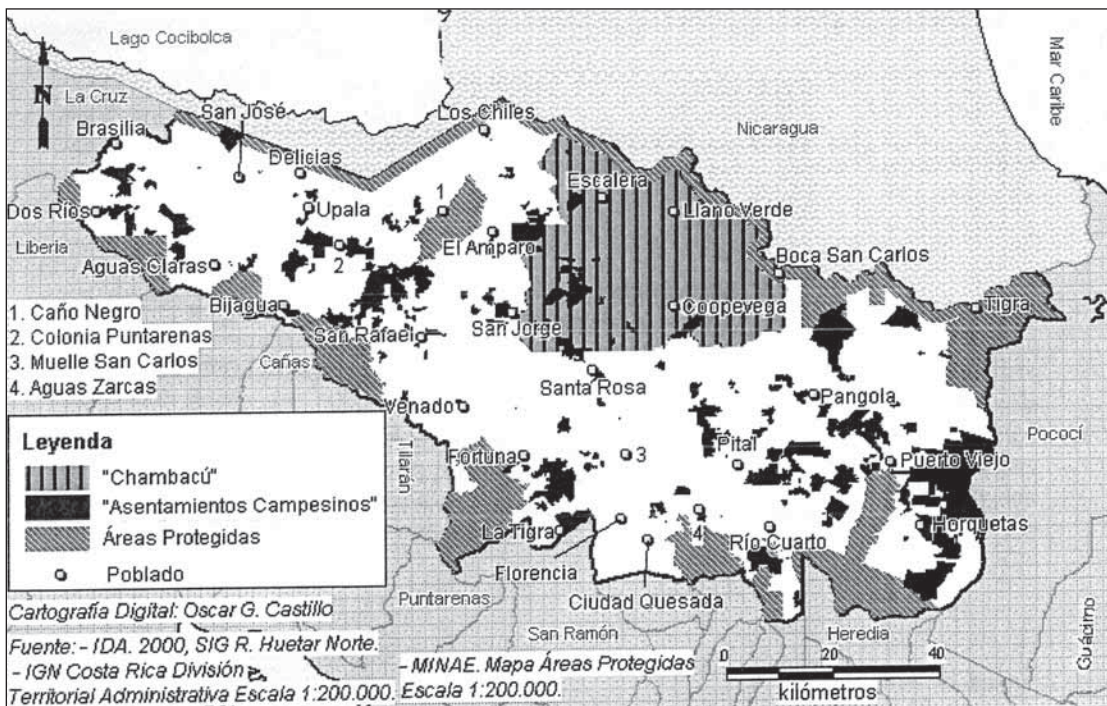 Lago Cocibolca
Mar Caribe
N
La Cruz
San José
Los Chiles
Nicaragua
Brasilia
Delicias
Escalera
Dos Ríos
Upala
1
Llano Verde
Liberia
El Amparo
Aguas Claras
2
Boca San Carlos
Bijagua
Coopevega
Tigra
1. Caño Negro
2. Colonia Puntarenas
3. Muelle San Carlos
4. Aguas Zarcas
San Rafael
San Jorge
Cañas
Santa Rosa
Venado
Pangola
Tilarán
Pococí
Fortuna
3
Pital
Puerto Viejo
Leyenda
"Chambacú"
"Asentamientos Campesinos"
Áreas Protegidas
Poblado
La Tigra
4
Río Cuarto
Horquetas
Florencia
Ciudad Quesada
Puntarenas
San Ramón
Heredia
Guácimo
Cartografía Digital: Oscar G. Castillo
Fuente: - IDA. 2000, SIG R. Huetar Norte.
- IGN Costa Rica División
Territorial Administrativa Escala 1:200.000.
- MINAE. Mapa Áreas Protegidas
Escala 1:200.000.
0 20 40
kilómetros